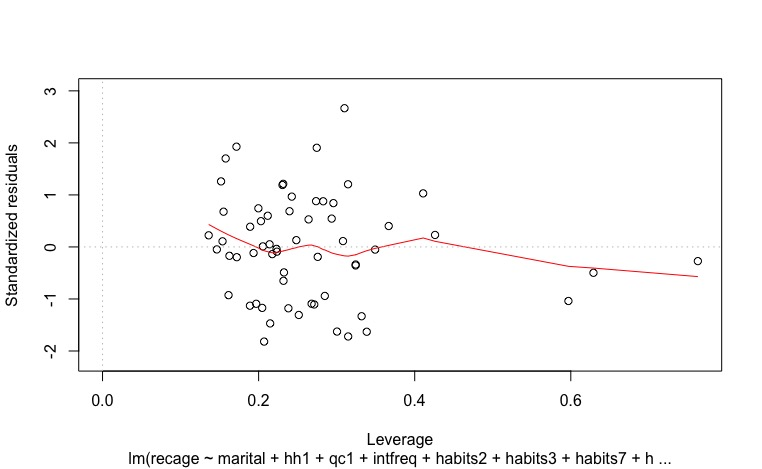 Standardized residuals
3
2
1
0
-1
-2
0.0 0.2 0.4 0.6
Leverage
lm(recage ~ marital + hh1 + qc1 + intfreq + habits2 + habits3 + habits7 + h ...